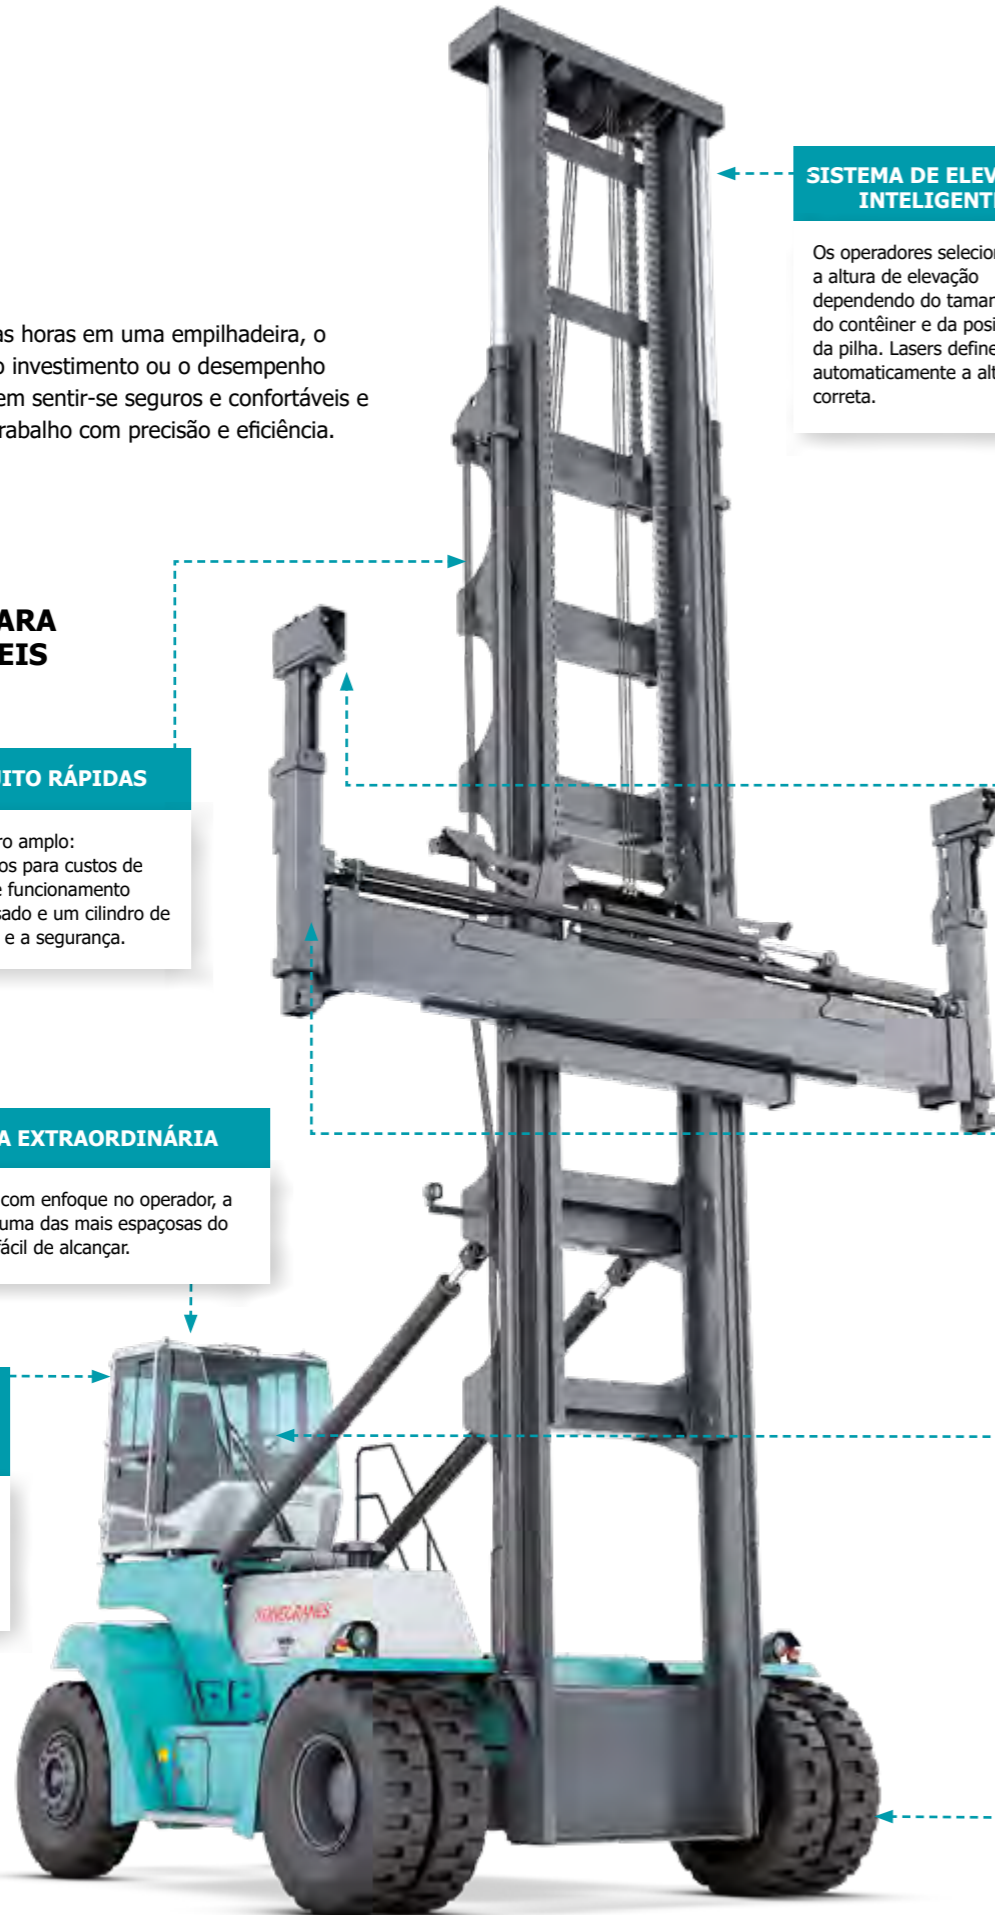 as horas em uma empilhadeira, o
o investimento ou o desempenho
em sentir-se seguros e confortáveis e
rabalho com precisão e eficiência.
SISTEMA DE ELEV
INTELIGENT
Os operadores selecio
a altura de elevação
dependendo do tamar
do contêiner e da posi
da pilha. Lasers define
automaticamente a alt
correta.
ARA
EIS
ITO RÁPIDAS
ro amplo:
os para custos de
e funcionamento
sado e um cilindro de
e a segurança.
A EXTRAORDINÁRIA
com enfoque no operador, a
uma das mais espaçosas do
fácil de alcançar.
KONECRANES